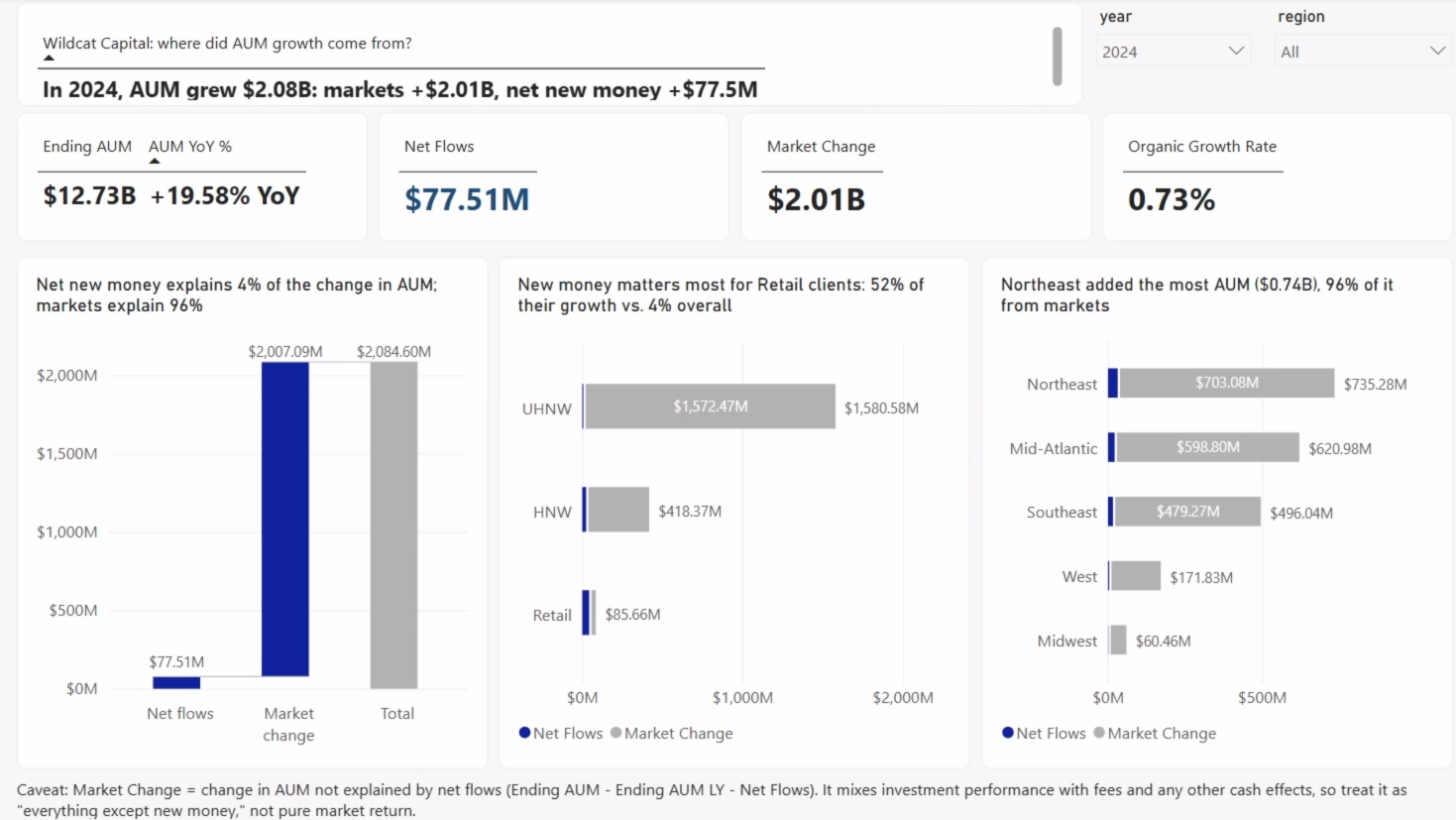 Wildcat Capital: where did AUM growth come from?
In 2024, AUM grew $2.08B: markets +$2.01B, net new money +$77.5M
year
2024
region
All
Ending AUM
$12.73B
AUM YoY %
+19.58% YoY
Net Flows
$77.51M
Market Change
$2.01B
Organic Growth Rate
0.73%
Net new money explains 4% of the change in AUM;
markets explain 96%
$2,000M
$1,500M
$1,000M
$500M
$0M
$77.51M
$2,007.09M
$2,084.60M
Net flows
Market
change
Total
New money matters most for Retail clients: 52% of
their growth vs. 4% overall
UHNW
$1,572.47M
$1,580.58M
HNW
$418.37M
Retail
$85.66M
$0M
$1,000M
$2,000M
Net Flows
Market Change
Northeast added the most AUM ($0.74B), 96% of it
from markets
Northeast
$703.08M
$735.28M
Mid-Atlantic
$598.80M
$620.98M
Southeast
$479.27M
$496.04M
West
$171.83M
Midwest
$60.46M
$0M
$500M
Net Flows
Market Change
Caveat: Market Change = change in AUM not explained by net flows (Ending AUM - Ending AUM LY - Net Flows). It mixes investment performance with fees and any other cash effects, so treat it as
"everything except new money," not pure market return.